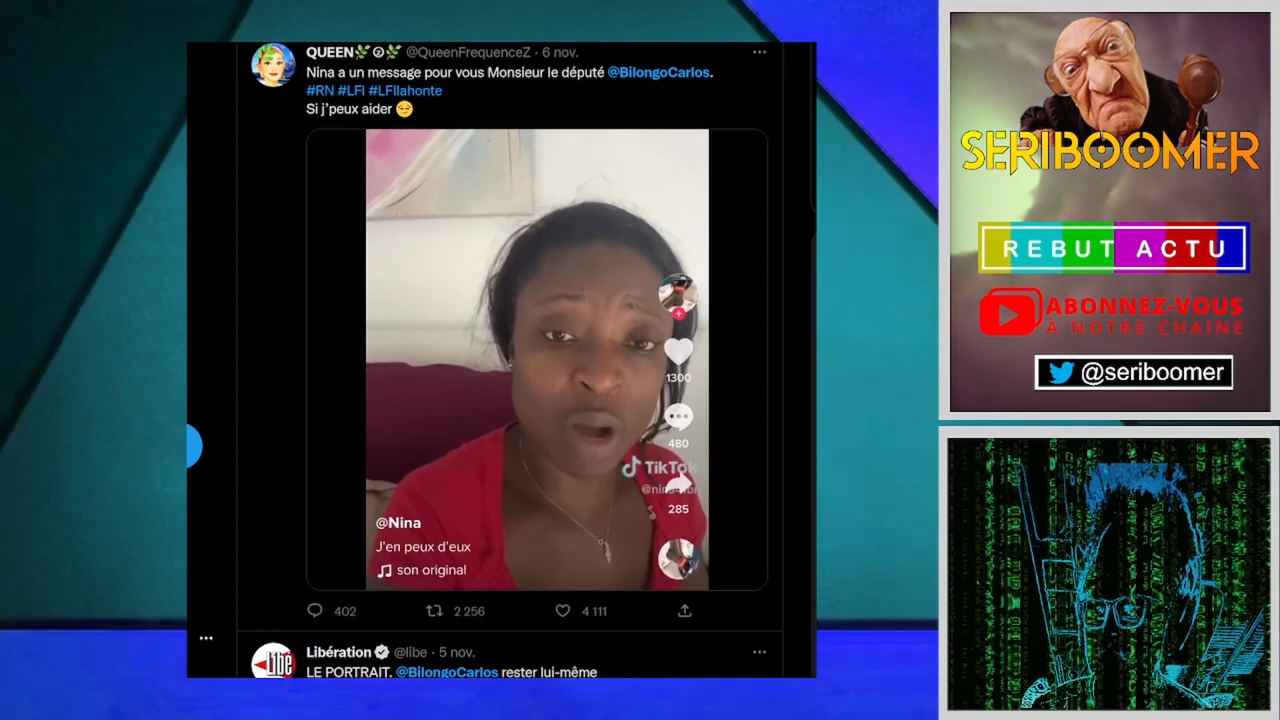 QUEEN @QueenFrequenceZ · 6 nov.
Nina a un message pour vous Monsieur le député @BilongoCarlos.
#RN #LFI #LFIlahonte
Si j'peux aider
1300
480
TikTok
285
@Nina
J'en peux d'eux
son original
402
2 256
4 111
Libération @libe · 5 nov.
LE PORTRAIT. @BilongoCarlos rester lui-même
Libé
SERIBOOMER
REBUT ACTU
ABONNEZ-VOUS
À NOTRE CHAINE
@seriboomer